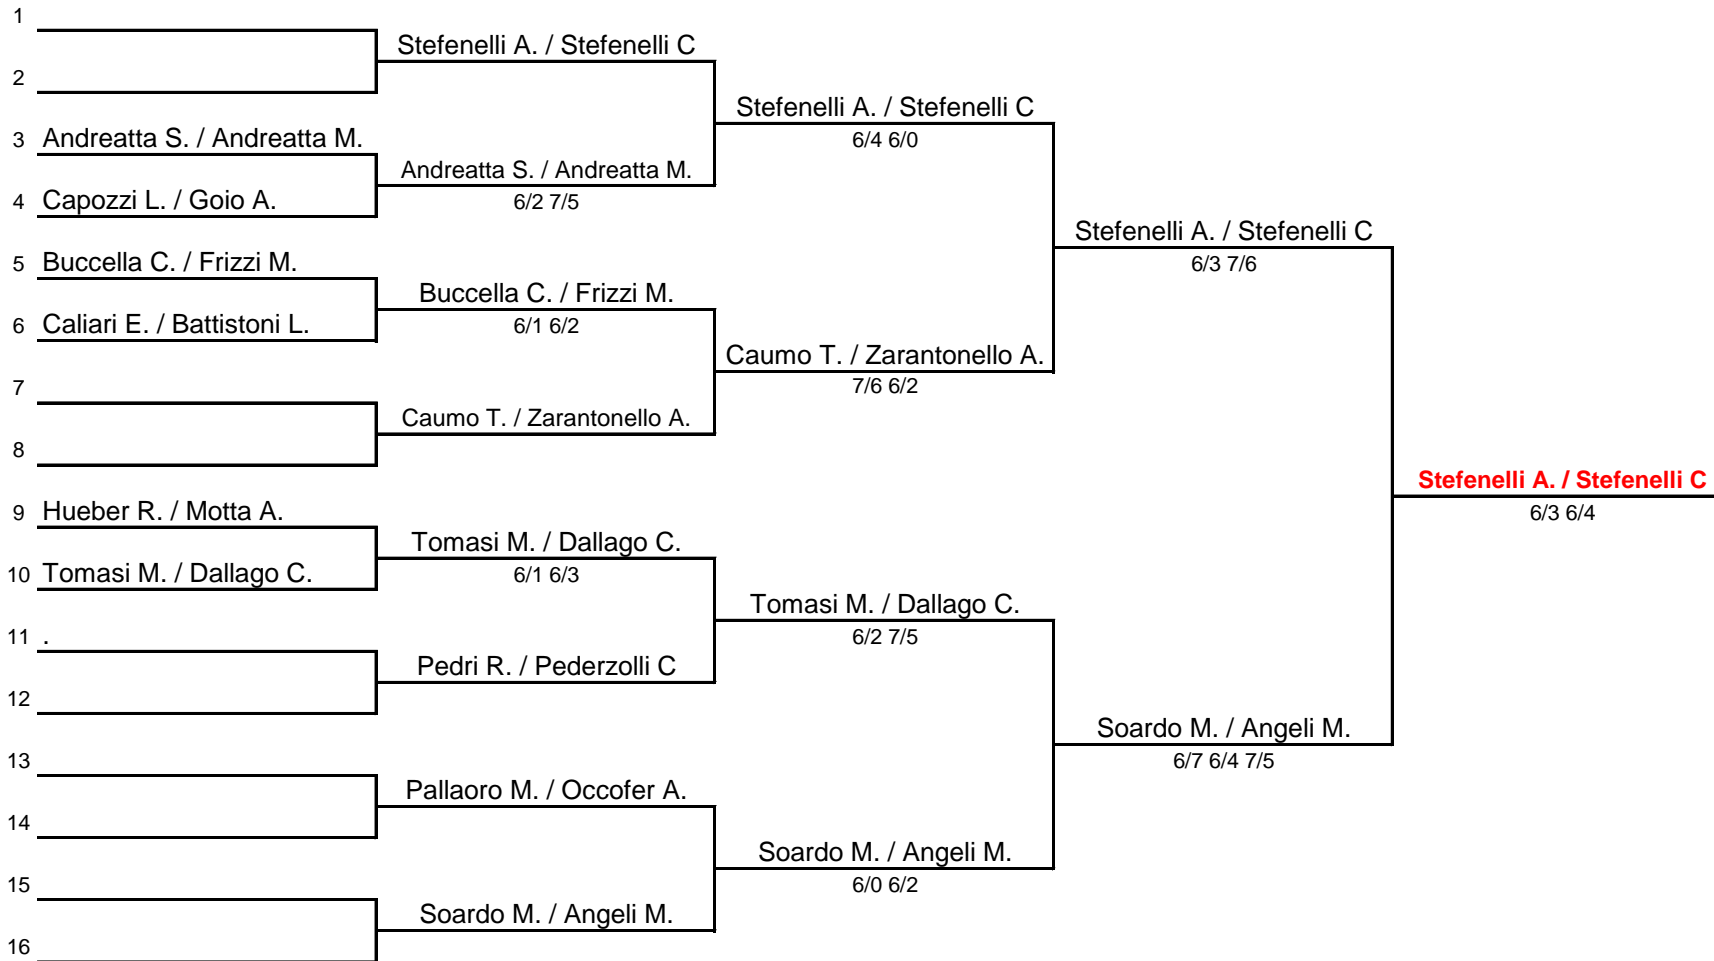 1
Stefenelli A. / Stefenelli C
2
Stefenelli A. / Stefenelli C
6/4 6/0
3 Andreatta S. / Andreatta M.
Andreatta S. / Andreatta M.
6/2 7/5
4 Capozzi L. / Goio A.
Stefenelli A. / Stefenelli C
6/3 7/6
5 Buccella C. / Frizzi M.
Buccella C. / Frizzi M.
6/1 6/2
6 Caliari E. / Battistoni L.
Caumo T. / Zarantonello A.
7/6 6/2
7
Caumo T. / Zarantonello A.
8
Stefenelli A. / Stefenelli C
6/3 6/4
9 Hueber R. / Motta A.
Tomasi M. / Dallago C.
6/1 6/3
10 Tomasi M. / Dallago C.
Tomasi M. / Dallago C.
6/2 7/5
11 .
Pedri R. / Pederzolli C
12
Soardo M. / Angeli M.
6/7 6/4 7/5
13
Pallaoro M. / Occofer A.
14
Soardo M. / Angeli M.
6/0 6/2
15
Soardo M. / Angeli M.
16